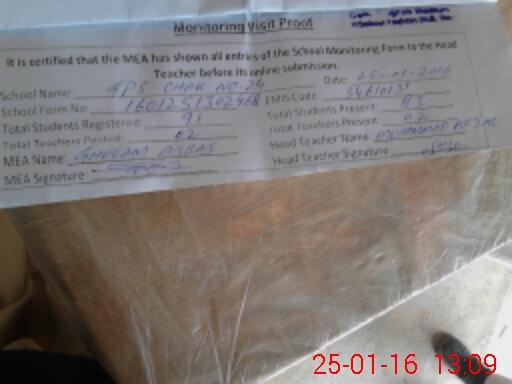 Monitoring Visit Proof
It is certified that the MEA has shown all entries of the School Monitoring Form to the Head
Teacher before its online submission.
School Name GPS CHAK NO. 24 Date 25-01-2016
School Form No: 1601251302468 EMIS Code:
Total Students Registered: 91 Total Students Present: 83
Total Teachers Posted 02 Total Teachers Present: 02
MEA Name: GHULAM ABBAS Head Teacher Name:
MEA Signature: Head Teacher Signature
25-01-16 13:09